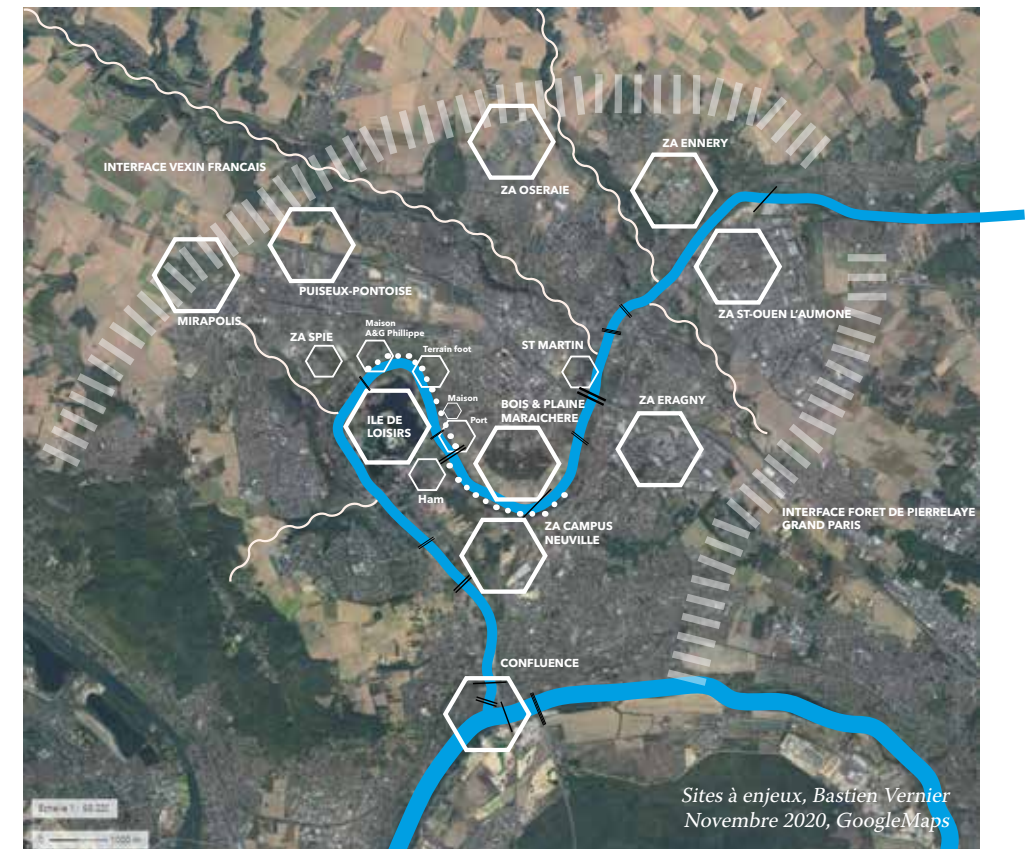 ZA ENNERY
INTERFACE VEXIN FRANCAIS
ZA OSERAIE
PUISEUX-PONTOISE
MIRAPOLIS
ZA ST-OUEN L'AUMONE
Maison
A&G Phillippe
ZA SPIE
Terrain foot
ST MARTIN
Maison
BOIS & PLAINE
MARAICHERE
ZA ERAGNY
ILE DE
LOISIRS
Port
Ham
INTERFACE FORET DE PIERRELAYE
GRAND PARIS
ZA CAMPUS
NEUVILLE
CONFLUENCE
Sites à enjeux, Bastien Vernier
Novembre 2020, GoogleMaps
1000 m